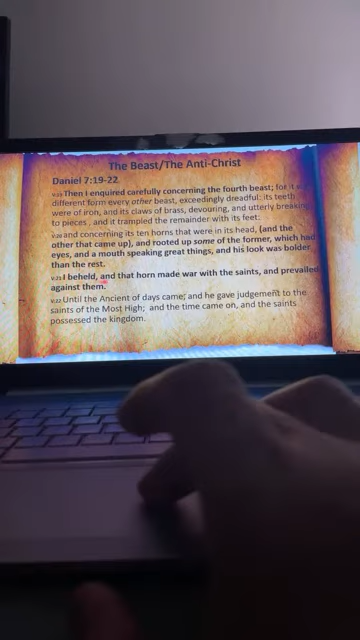 The Beast/The Anti-Christ
Daniel 7:19-22.
v.19 Then I enquired carefully concerning the fourth beast; for it
different form every other beast, exceedingly dreadful: its teeth
were of iron, and its claws of brass, devouring, and utterly breaking
to pieces , and it trampled the remainder with its feet:
v.20 and concerning its ten horns that were in its head, (and the
other that came up), and rooted up some of the former, which had
eyes, and a mouth speaking great things, and his look was bolder
than the rest.
v.21 I beheld, and that horn made war with the saints, and prevailed
against them.
v.22 Until the Ancient of days came; and he gave judgement to the
saints of the Most High; and the time came on, and the saints
possessed the kingdom.